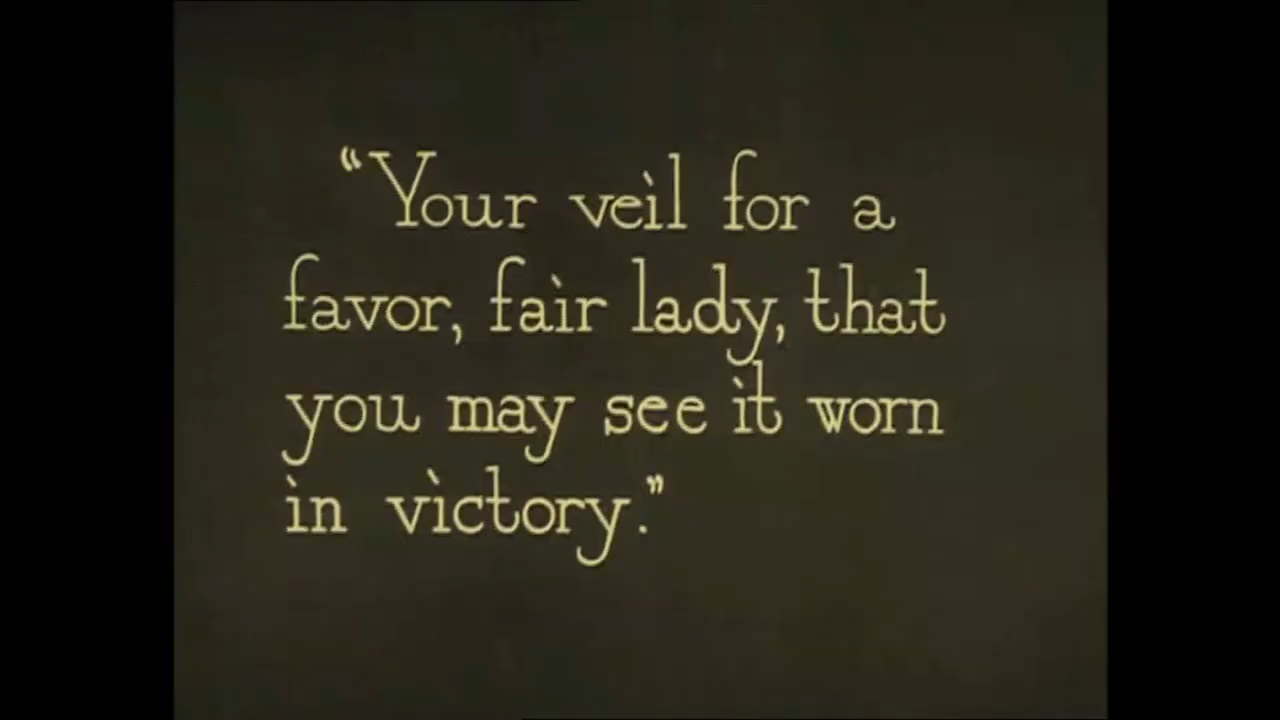 “Your veil for a
favor, fair lady, that
you may see it worn
in victory.”